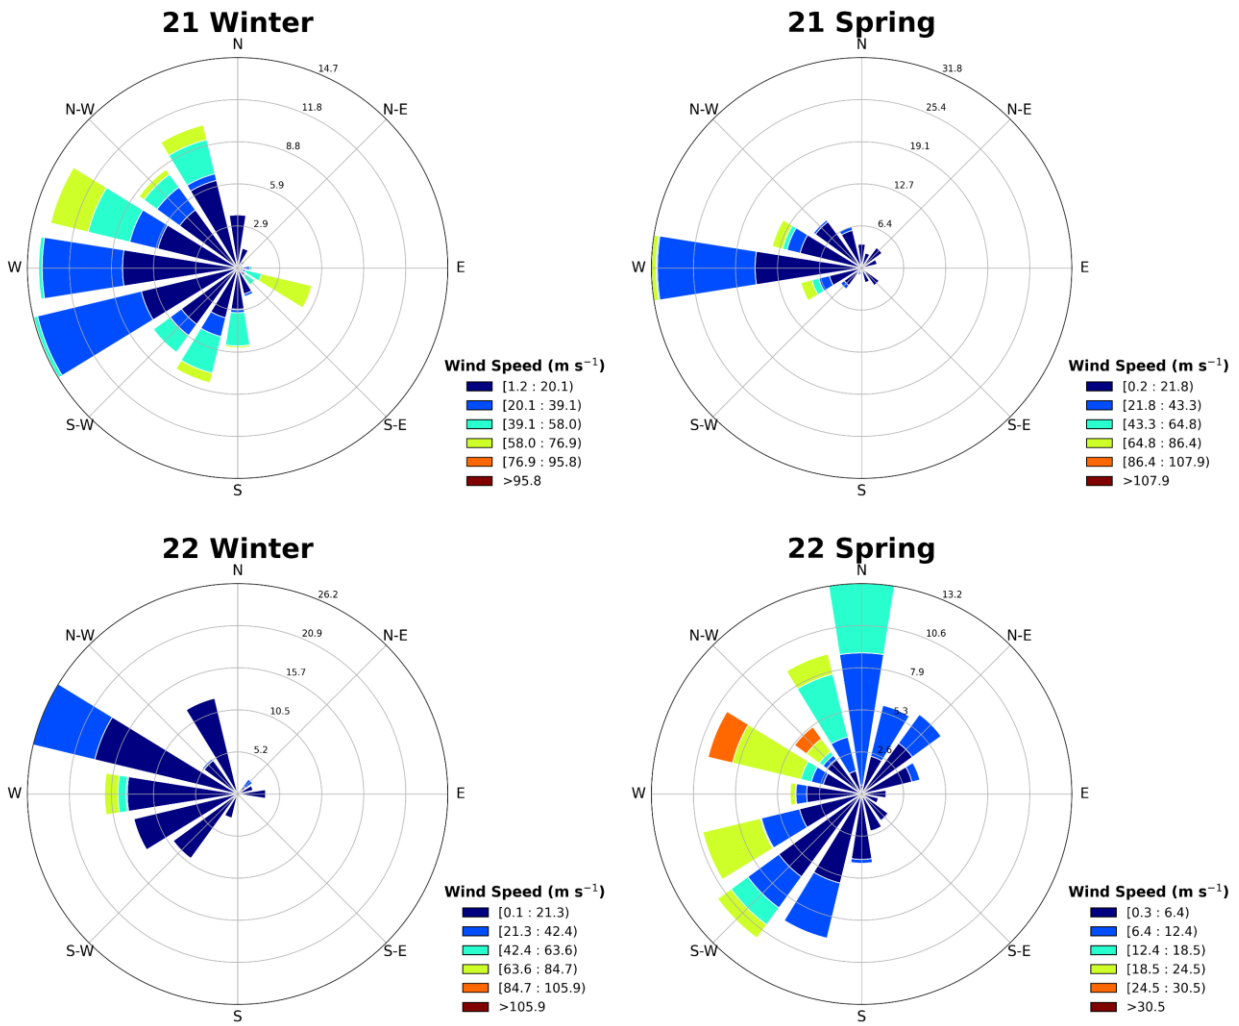 21 Winter
N
14.7
11.8
8.8
5.9
2.9
N-W
N-E
W
E
S-W
S-E
S
Wind Speed (m s⁻¹)
[1.2 : 20.1)
[20.1 : 39.1)
[39.1 : 58.0)
[58.0 : 76.9)
[76.9 : 95.8)
>95.8
21 Spring
N
31.8
25.4
19.1
12.7
6.4
N-W
N-E
W
E
S-W
S-E
S
Wind Speed (m s⁻¹)
[0.2 : 21.8)
[21.8 : 43.3)
[43.3 : 64.8)
[64.8 : 86.4)
[86.4 : 107.9)
>107.9
22 Winter
N
26.2
20.9
15.7
10.5
5.2
N-W
N-E
W
E
S-W
S-E
S
Wind Speed (m s⁻¹)
[0.1 : 21.3)
[21.3 : 42.4)
[42.4 : 63.6)
[63.6 : 84.7)
[84.7 : 105.9)
>105.9
22 Spring
N
13.2
10.6
7.9
5.3
2.6
N-W
N-E
W
E
S-W
S-E
S
Wind Speed (m s⁻¹)
[0.3 : 6.4)
[6.4 : 12.4)
[12.4 : 18.5)
[18.5 : 24.5)
[24.5 : 30.5)
>30.5